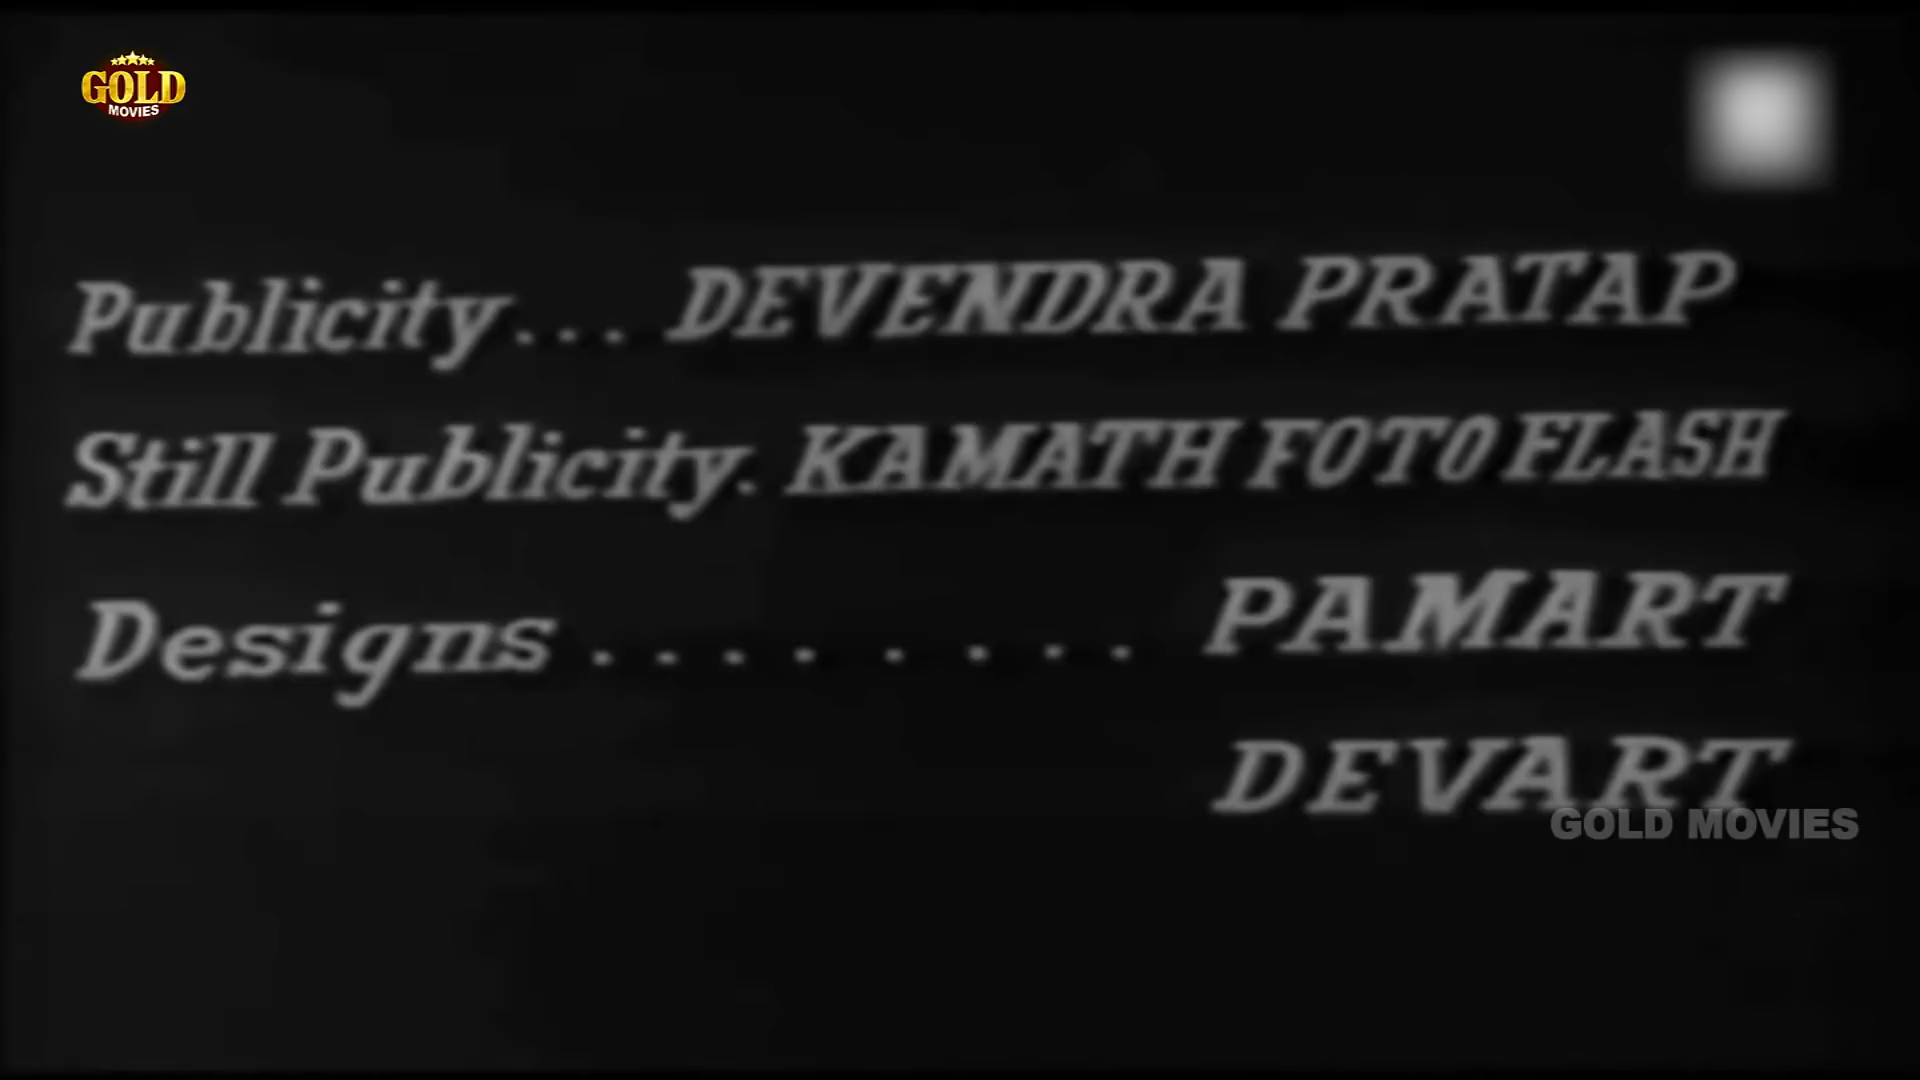 GOLD
MOVIES
Publicity... DEVENDRA PRATAP
Still Publicity. KAMATH FOTO FLASH
Designs ........ PAMART
DEVART
GOLD MOVIES